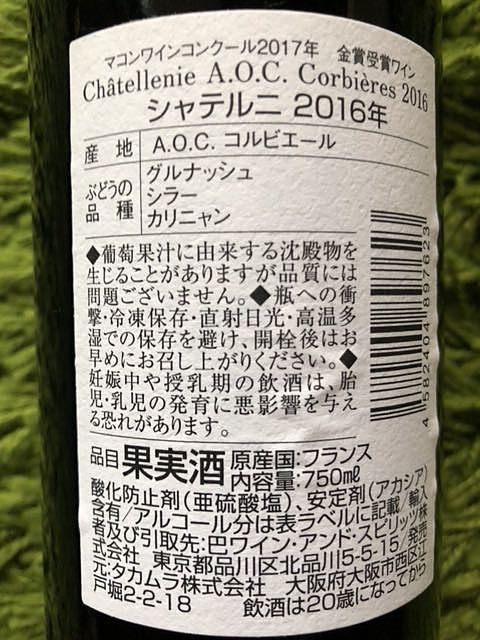 マコンワインコンクール2017年 金賞受賞ワイン
Châtellenie A.O.C. Corbières 2016
シャテルニ 2016年
産地 A.O.C. コルビエール
ぶどうの品種 グルナッシュ
シラー
カリニャン
◆葡萄果汁に由来する沈殿物を
生じることがありますが品質には
問題ございません。◆瓶への衝
撃・冷凍保存・直射日光・高温多
湿での保存を避け、開栓後はお
早めにお召し上がりください。◆
妊娠中や授乳期の飲酒は、胎
児・乳児の発育に悪影響を与え
る恐れがあります。
4 582404 897623
品目 果実酒 原産国:フランス
内容量:750mℓ
酸化防止剤(亜硫酸塩)、安定剤(アカシア)
含有/アルコール分は表ラベルに記載/輸入
者及び引取先:巴ワイン・アンド・スピリッツ株
式会社 東京都品川区北品川5-5-15/発売
元:タカムラ株式会社 大阪府大阪市西区江
戸堀2-2-18 飲酒は20歳になってから